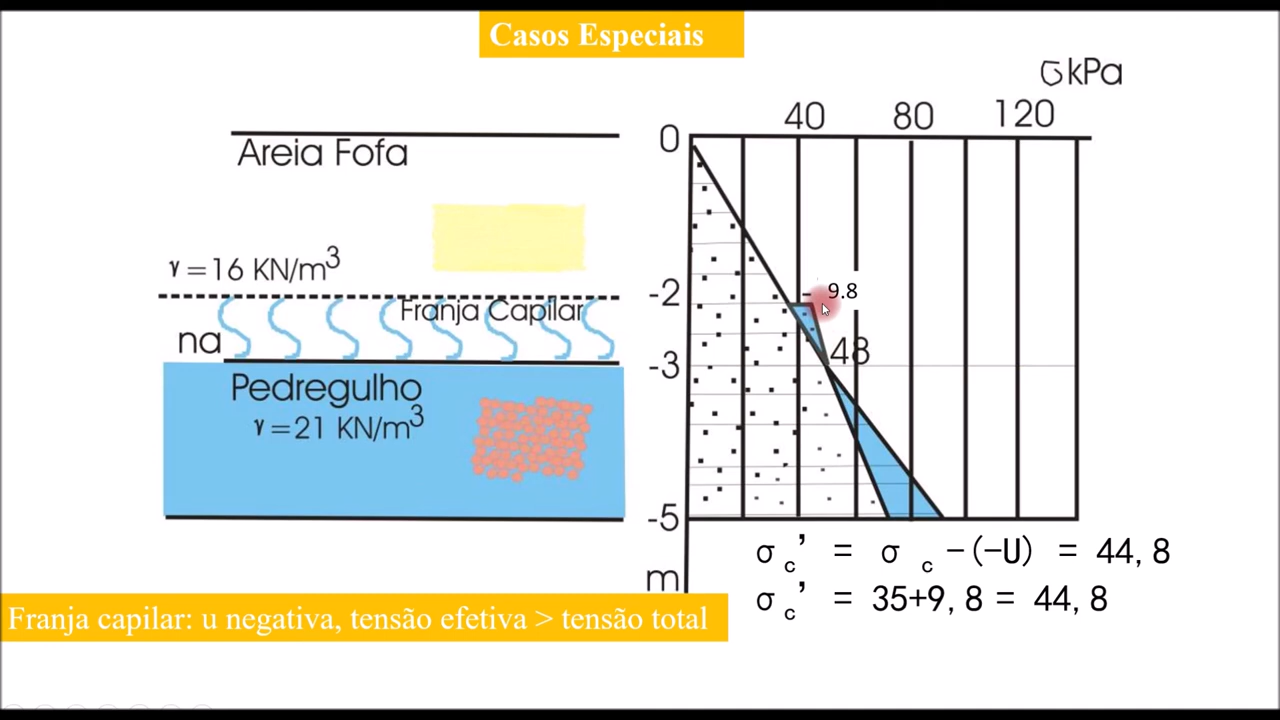 Casos Especiais
σkPa
40 80 120
0
Areia Fofa
γ=16 KN/m³
-2
- 9.8
Franja Capilar
na
48
-3
Pedregulho
γ=21 KN/m³
-5
σc’ = σ c -(-U) = 44,8
m
σc’ = 35+9,8= 44,8
Franja capilar: u negativa, tensão efetiva > tensão total